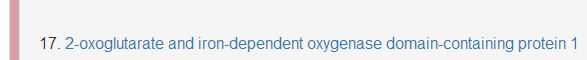 17. 2-oxoglutarate and iron-dependent oxygenase domain-containing protein 1